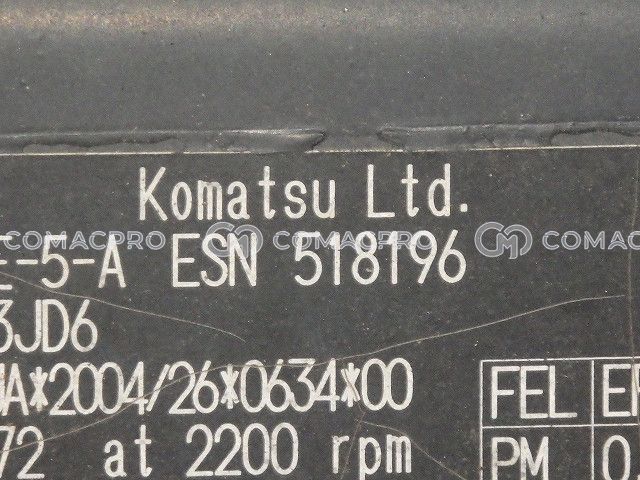 Komatsu Ltd.
E-5-A ESN 518196
COMACPRO COMACPRO COMACPRO
3JD6
A*2004/26*0634*00
FEL
72 at 2200 rpm
PM 0